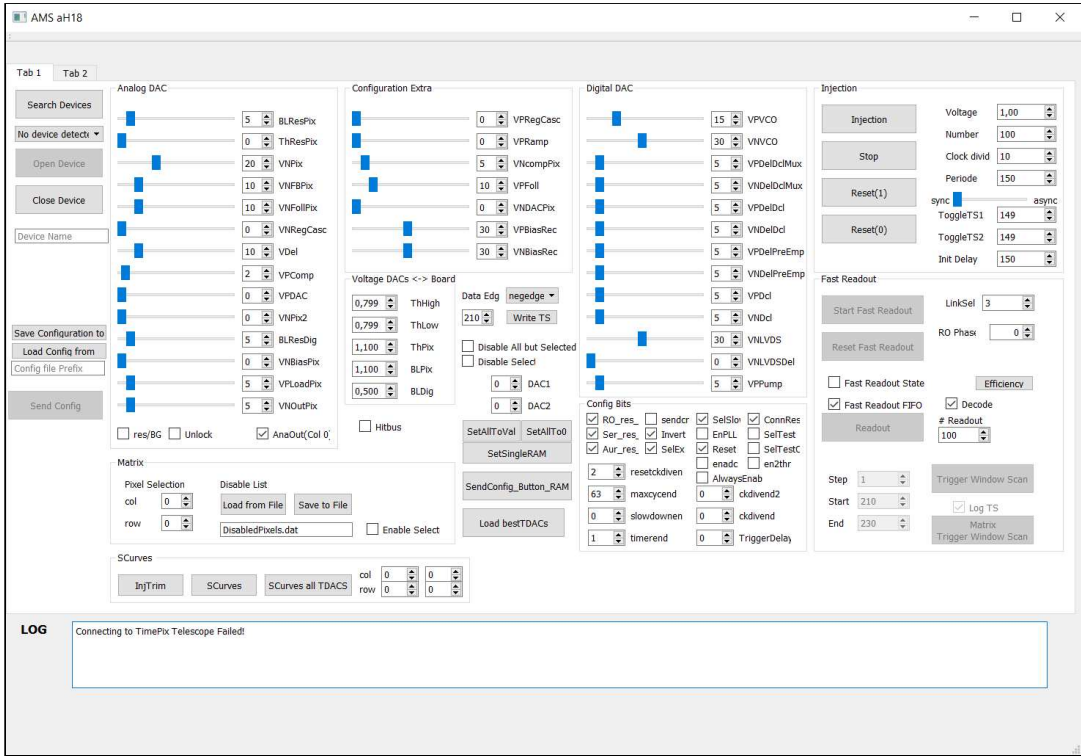 AMS aH18
Tab 1 Tab 2
Search Devices
No device detecte
Open Device
Close Device
Device Name
Save Configuration to
Load Config from
Config file Prefix
Send Config
Analog DAC
5 BLResPix
0 ThResPix
20 VNPix
10 VNFBPix
10 VNFollPix
0 VNRegCasc
10 VDel
2 VPComp
0 VPDAC
0 VNPix2
5 BLResDig
0 VNBiasPix
5 VPLoadPix
5 VNOutPix
res/BG Unlock AnaOut(Col 0)
Configuration Extra
0 VPRegCasc
0 VPRamp
5 VNcompPix
10 VPFoll
0 VNDACPix
30 VPBiasRec
30 VNBiasRec
Voltage DACs <-> Board
0,799 ThHigh
0,799 ThLow
1,100 ThPix
1,100 BLPix
0,500 BLDig
Hitbus
Data Edg negedge
210 Write TS
Disable All but Selected
Disable Select
0 DAC1
0 DAC2
SetAllToVal SetAllTo0
SetSingleRAM
SendConfig_Button_RAM
Load bestTDACs
Digital DAC
15 VPVCO
30 VNVCO
5 VPDelDclMux
5 VNDelDclMux
5 VPDelDcl
5 VNDelDcl
5 VPDelPreEmp
5 VNDelPreEmp
5 VPDcl
5 VNDcl
30 VNLVDS
0 VNLVDSDel
5 VPPump
Config Bits
RO_res_ sendcr SelSlow ConnRes
Ser_res_ Invert EnPLL SelTest
Aur_res_ SelEx Reset SelTestC
enadc en2thr
AlwaysEnab
2 resetckdiven
63 maxcycend 0 ckdivend2
0 slowdownen 0 ckdivend
1 timerend 0 TriggerDelay
Injection
Injection
Stop
Reset(1)
Reset(0)
Voltage 1,00
Number 100
Clock divid 10
Periode 150
sync async
ToggleTS1 149
ToggleTS2 149
Init Delay 150
Fast Readout
Start Fast Readout
Reset Fast Readout
LinkSel 3
RO Phase 0
Fast Readout State Efficiency
Fast Readout FIFO Decode
Readout
# Readout
100
Step 1
Start 210
End 230
Trigger Window Scan
Log TS
Matrix
Trigger Window Scan
Matrix
Pixel Selection
col 0
row 0
Disable List
Load from File Save to File
DisabledPixels.dat Enable Select
SCurves
InjTrim SCurves SCurves all TDACS
col 0 0
row 0 0
LOG
Connecting to TimePix Telescope Failed!